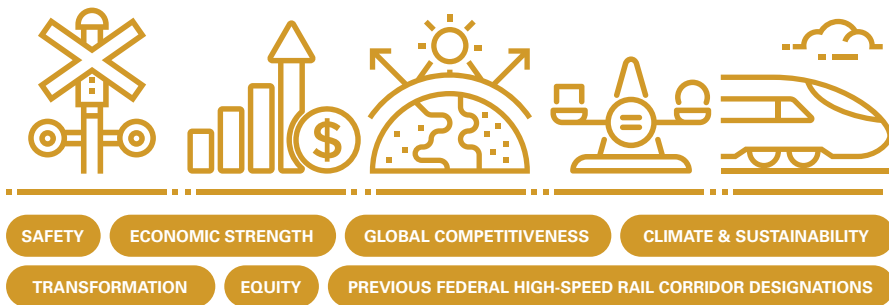 $
SAFETY ECONOMIC STRENGTH GLOBAL COMPETITIVENESS CLIMATE & SUSTAINABILITY
TRANSFORMATION EQUITY PREVIOUS FEDERAL HIGH-SPEED RAIL CORRIDOR DESIGNATIONS